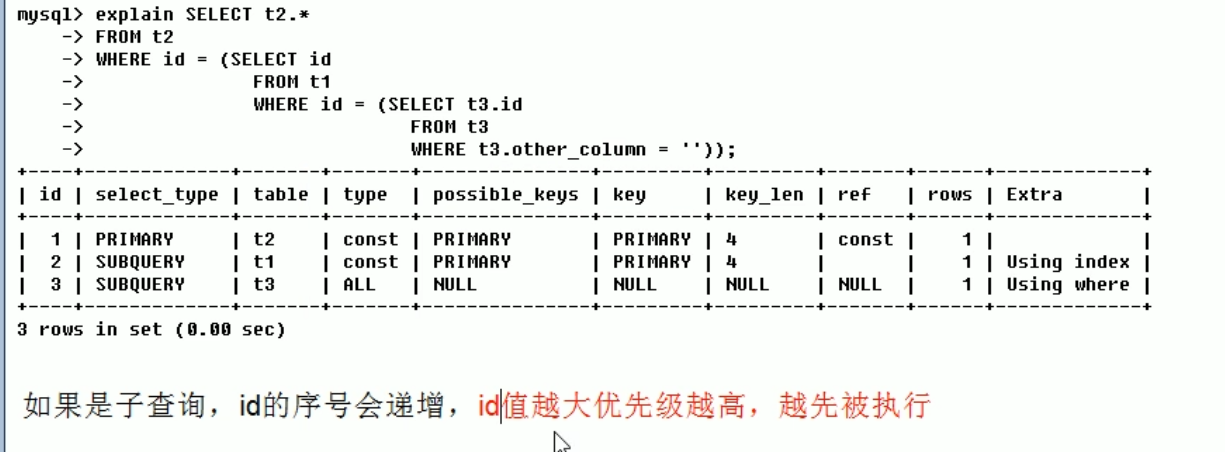 mysql> explain SELECT t2.*
    -> FROM t2
    -> WHERE id = (SELECT id
    ->             FROM t1
    ->             WHERE id = (SELECT t3.id
    ->                         FROM t3
    ->                         WHERE t3.other_column = ''));
+----+-------------+-------+-------+---------------+---------+---------+-------+------+-------------+
| id | select_type | table | type  | possible_keys | key     | key_len | ref   | rows | Extra       |
+----+-------------+-------+-------+---------------+---------+---------+-------+------+-------------+
|  1 | PRIMARY     | t2    | const | PRIMARY       | PRIMARY | 4       | const |    1 |             |
|  2 | SUBQUERY    | t1    | const | PRIMARY       | PRIMARY | 4       |       |    1 | Using index |
|  3 | SUBQUERY    | t3    | ALL   | NULL          | NULL    | NULL    | NULL  |    1 | Using where |
+----+-------------+-------+-------+---------------+---------+---------+-------+------+-------------+
3 rows in set (0.00 sec)
如果是子查询，id的序号会递增，id值越大优先级越高，越先被执行